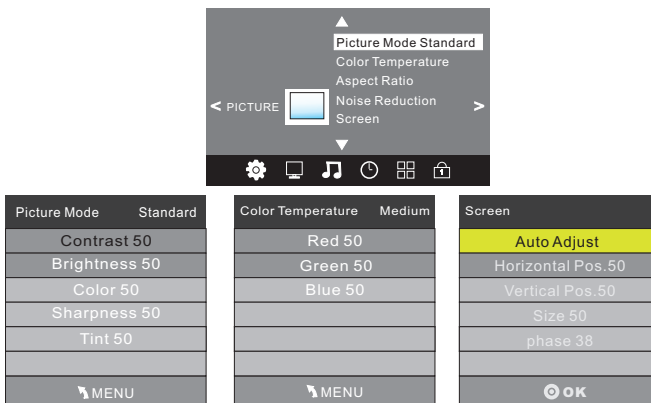 Picture Mode Standard
Color Temperature
Aspect Ratio
< PICTURE
Noise Reduction
>
Screen
Picture Mode Standard
Contrast 50
Brightness 50
Color 50
Sharpness 50
Tint 50
MENU
Color Temperature Medium
Red 50
Green 50
Blue 50
MENU
Screen
Auto Adjust
Horizontal Pos.50
Vertical Pos.50
Size 50
phase 38
OK